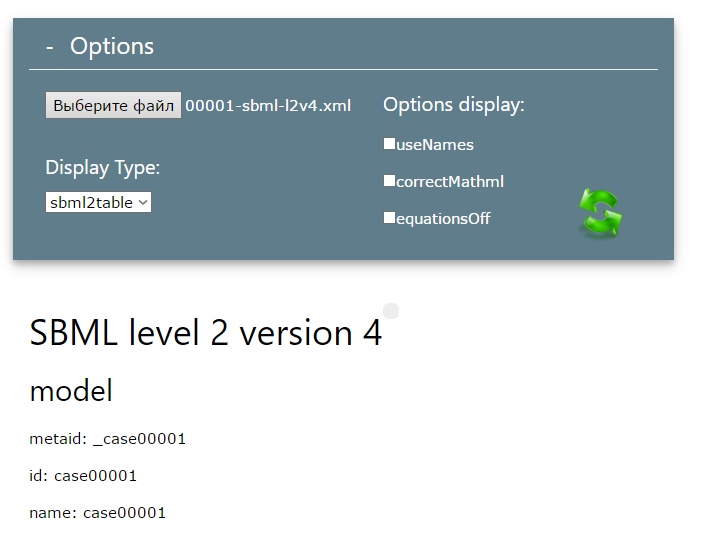 - Options
Выберите файл 00001-sbml-l2v4.xml
Display Type:
sbml2table
Options display:
useNames
correctMathml
equationsOff
SBML level 2 version 4
model
metaid: _case00001
id: case00001
name: case00001